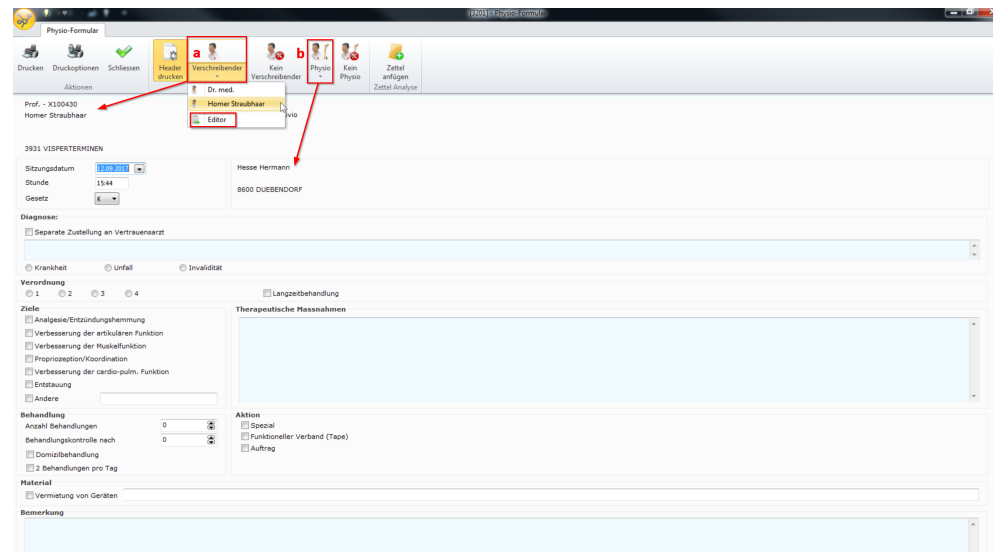 [3201] - Physio-Formular
Physio-Formular
Drucken
Druckoptionen
Schliessen
Header drucken
a
Verschreibender
Kein Verschreibender
b
Physio
Kein Physio
Zettel anfügen
Aktionen
Zettel Analyse
Dr. med.
Homer Straubhaar
Editor
Prof. - X100430
Homer Straubhaar
3931 VISPERTERMINEN
Sitzungsdatum 12.09.2017
Stunde 15:44
Gesetz K
Hesse Hermann
8600 DUEBENDORF
Diagnose:
Separate Zustellung an Vertrauensarzt
Krankheit Unfall Invalidität
Verordnung
1 2 3 4 Langzeitbehandlung
Ziele
Analgesie/Entzündungshemmung
Verbesserung der artikulären Funktion
Verbesserung der Muskelfunktion
Propriozeption/Koordination
Verbesserung der cardio-pulm. Funktion
Entstauung
Andere
Therapeutische Massnahmen
Behandlung
Anzahl Behandlungen 0
Behandlungskontrolle nach 0
Domizilbehandlung
2 Behandlungen pro Tag
Aktion
Spezial
Funktioneller Verband (Tape)
Auftrag
Material
Vermietung von Geräten
Bemerkung